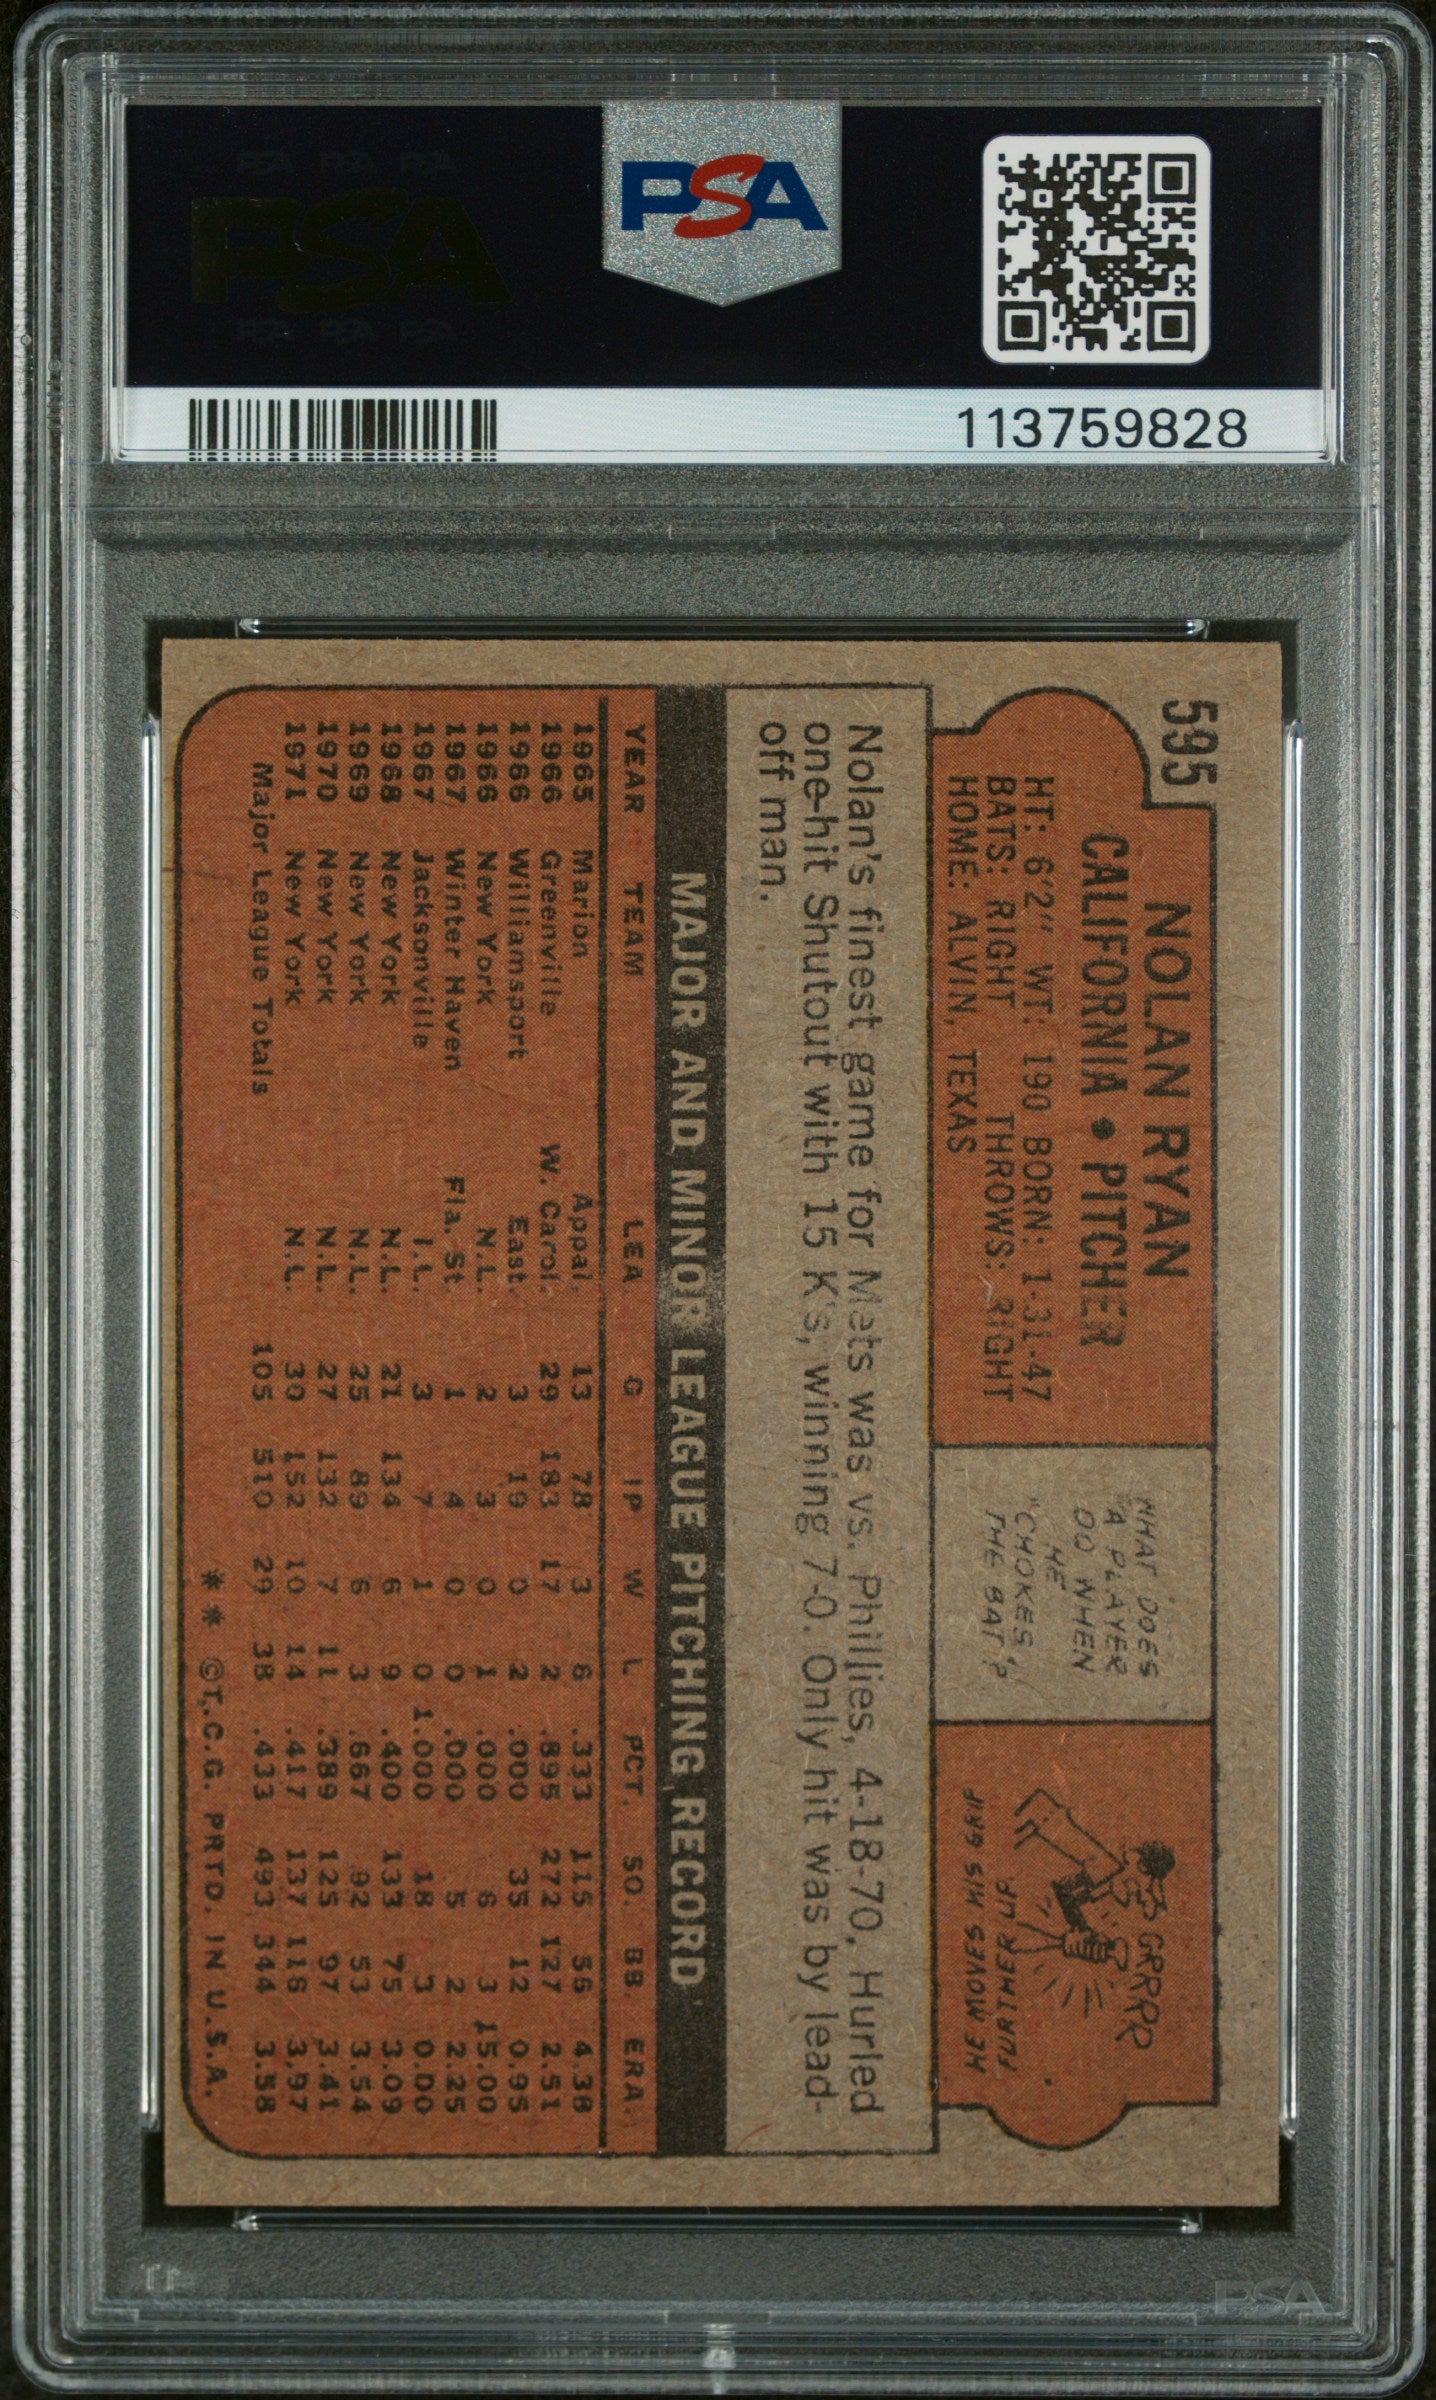 PSA
PSA PSA PSA
PSA
PSA PSA PSA
113759828
595
NOLAN RYAN
CALIFORNIA • PITCHER
HT: 6'2" WT: 190 BORN: 1-31-47
BATS: RIGHT THROWS: RIGHT
HOME: ALVIN, TEXAS
WHAT DOES
A PLAYER
DO WHEN
HE
"CHOKES
THE BAT"?
GRRRR
HE MOVES HIS GRIP
FURTHER UP.
Nolan's finest game for Mets was vs. Phillies, 4-18-70. Hurled
one-hit Shutout with 15 K's, winning 7-0. Only hit was by lead-
off man.
MAJOR AND MINOR LEAGUE PITCHING RECORD
YEAR TEAM LEA G IP W L PCT. SO. BB. ERA.
1965 Marion Appal. 13 78 3 6 .333 115 56 4.38
1966 Greenville W. Carol. 29 183 17 2 .895 272 127 2.51
1966 Williamsport East. 3 19 0 2 .000 35 12 0.95
1966 New York N.L. 2 3 0 1 .000 6 3 15.00
1967 Winter Haven Fla. St 1 4 0 0 .000 5 2 2.25
1967 Jacksonville I.L. 3 7 1 0 1.000 18 3 0.00
1968 New York N.L. 21 134 6 9 .400 133 75 3.09
1969 New York N.L. 25 89 6 3 .667 92 53 3.54
1970 New York N.L. 27 132 7 11 .389 125 97 3.41
1971 New York N.L. 30 152 10 14 .417 137 116 3.97
Major League Totals 105 510 29 38 .433 493 344 3.58
** ©T.C.G. PRTD. IN U.S.A.
PSA